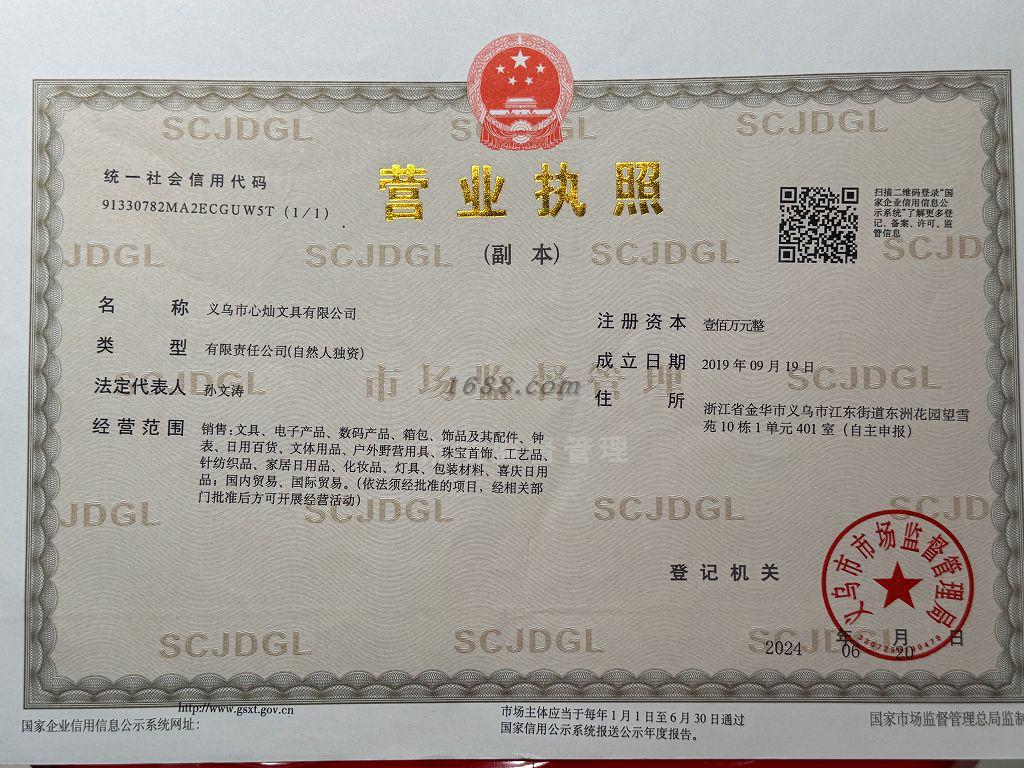 SCJDGL
SCJDGL
SCJDGL
统一社会信用代码
91330782MA2ECGUW5T (1/1)
营业执照
(副 本)
扫描二维码登录"国
家企业信用信息公
示系统"了解更多登
记、备案、许可、监
管信息
JDGL
SCJDGL
SCJDGL
SCJD
名 称 义乌市心灿文具有限公司
类 型 有限责任公司(自然人独资)
法定代表人 孙文涛
经营范围 销售:文具、电子产品、数码产品、箱包、饰品及其配件、钟
表、日用百货、文体用品、户外野营用具、珠宝首饰、工艺品、
针纺织品、家居日用品、化妆品、灯具、包装材料、喜庆日用
品;国内贸易、国际贸易。(依法须经批准的项目,经相关部
门批准后方可开展经营活动)
注册资本 壹佰万元整
成立日期 2019年09月19日
住 所 浙江省金华市义乌市江东街道东洲花园望雪
苑10栋1单元401室(自主申报)
SCJDGL
市场监督管理
1688.com
SCJDGL
管理
JDGL
SCJDGL
SCJDGL
SCJD
登记机关
义乌市市场监督管理局
SCJDGL
SCJDGL
SCJDGL
2024年06月20日
http://www.gsxt.gov.cn
国家企业信用信息公示系统网址:
市场主体应当于每年1月1日至6月30日通过
国家信用公示系统报送公示年度报告。
国家市场监督管理总局监制